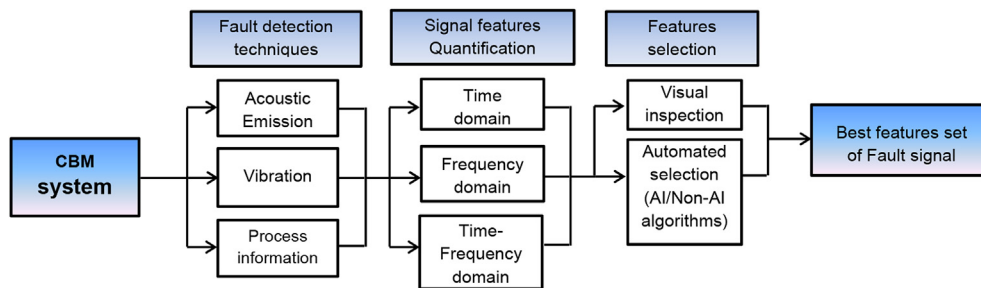 Fault detection
techniques
Signal features
Quantification
Features
selection
CBM
system
Acoustic
Emission
Vibration
Process
information
Time
domain
Frequency
domain
Time-
Frequency
domain
Visual
inspection
Automated
selection
(AI/Non-AI
algorithms)
Best features set
of Fault signal